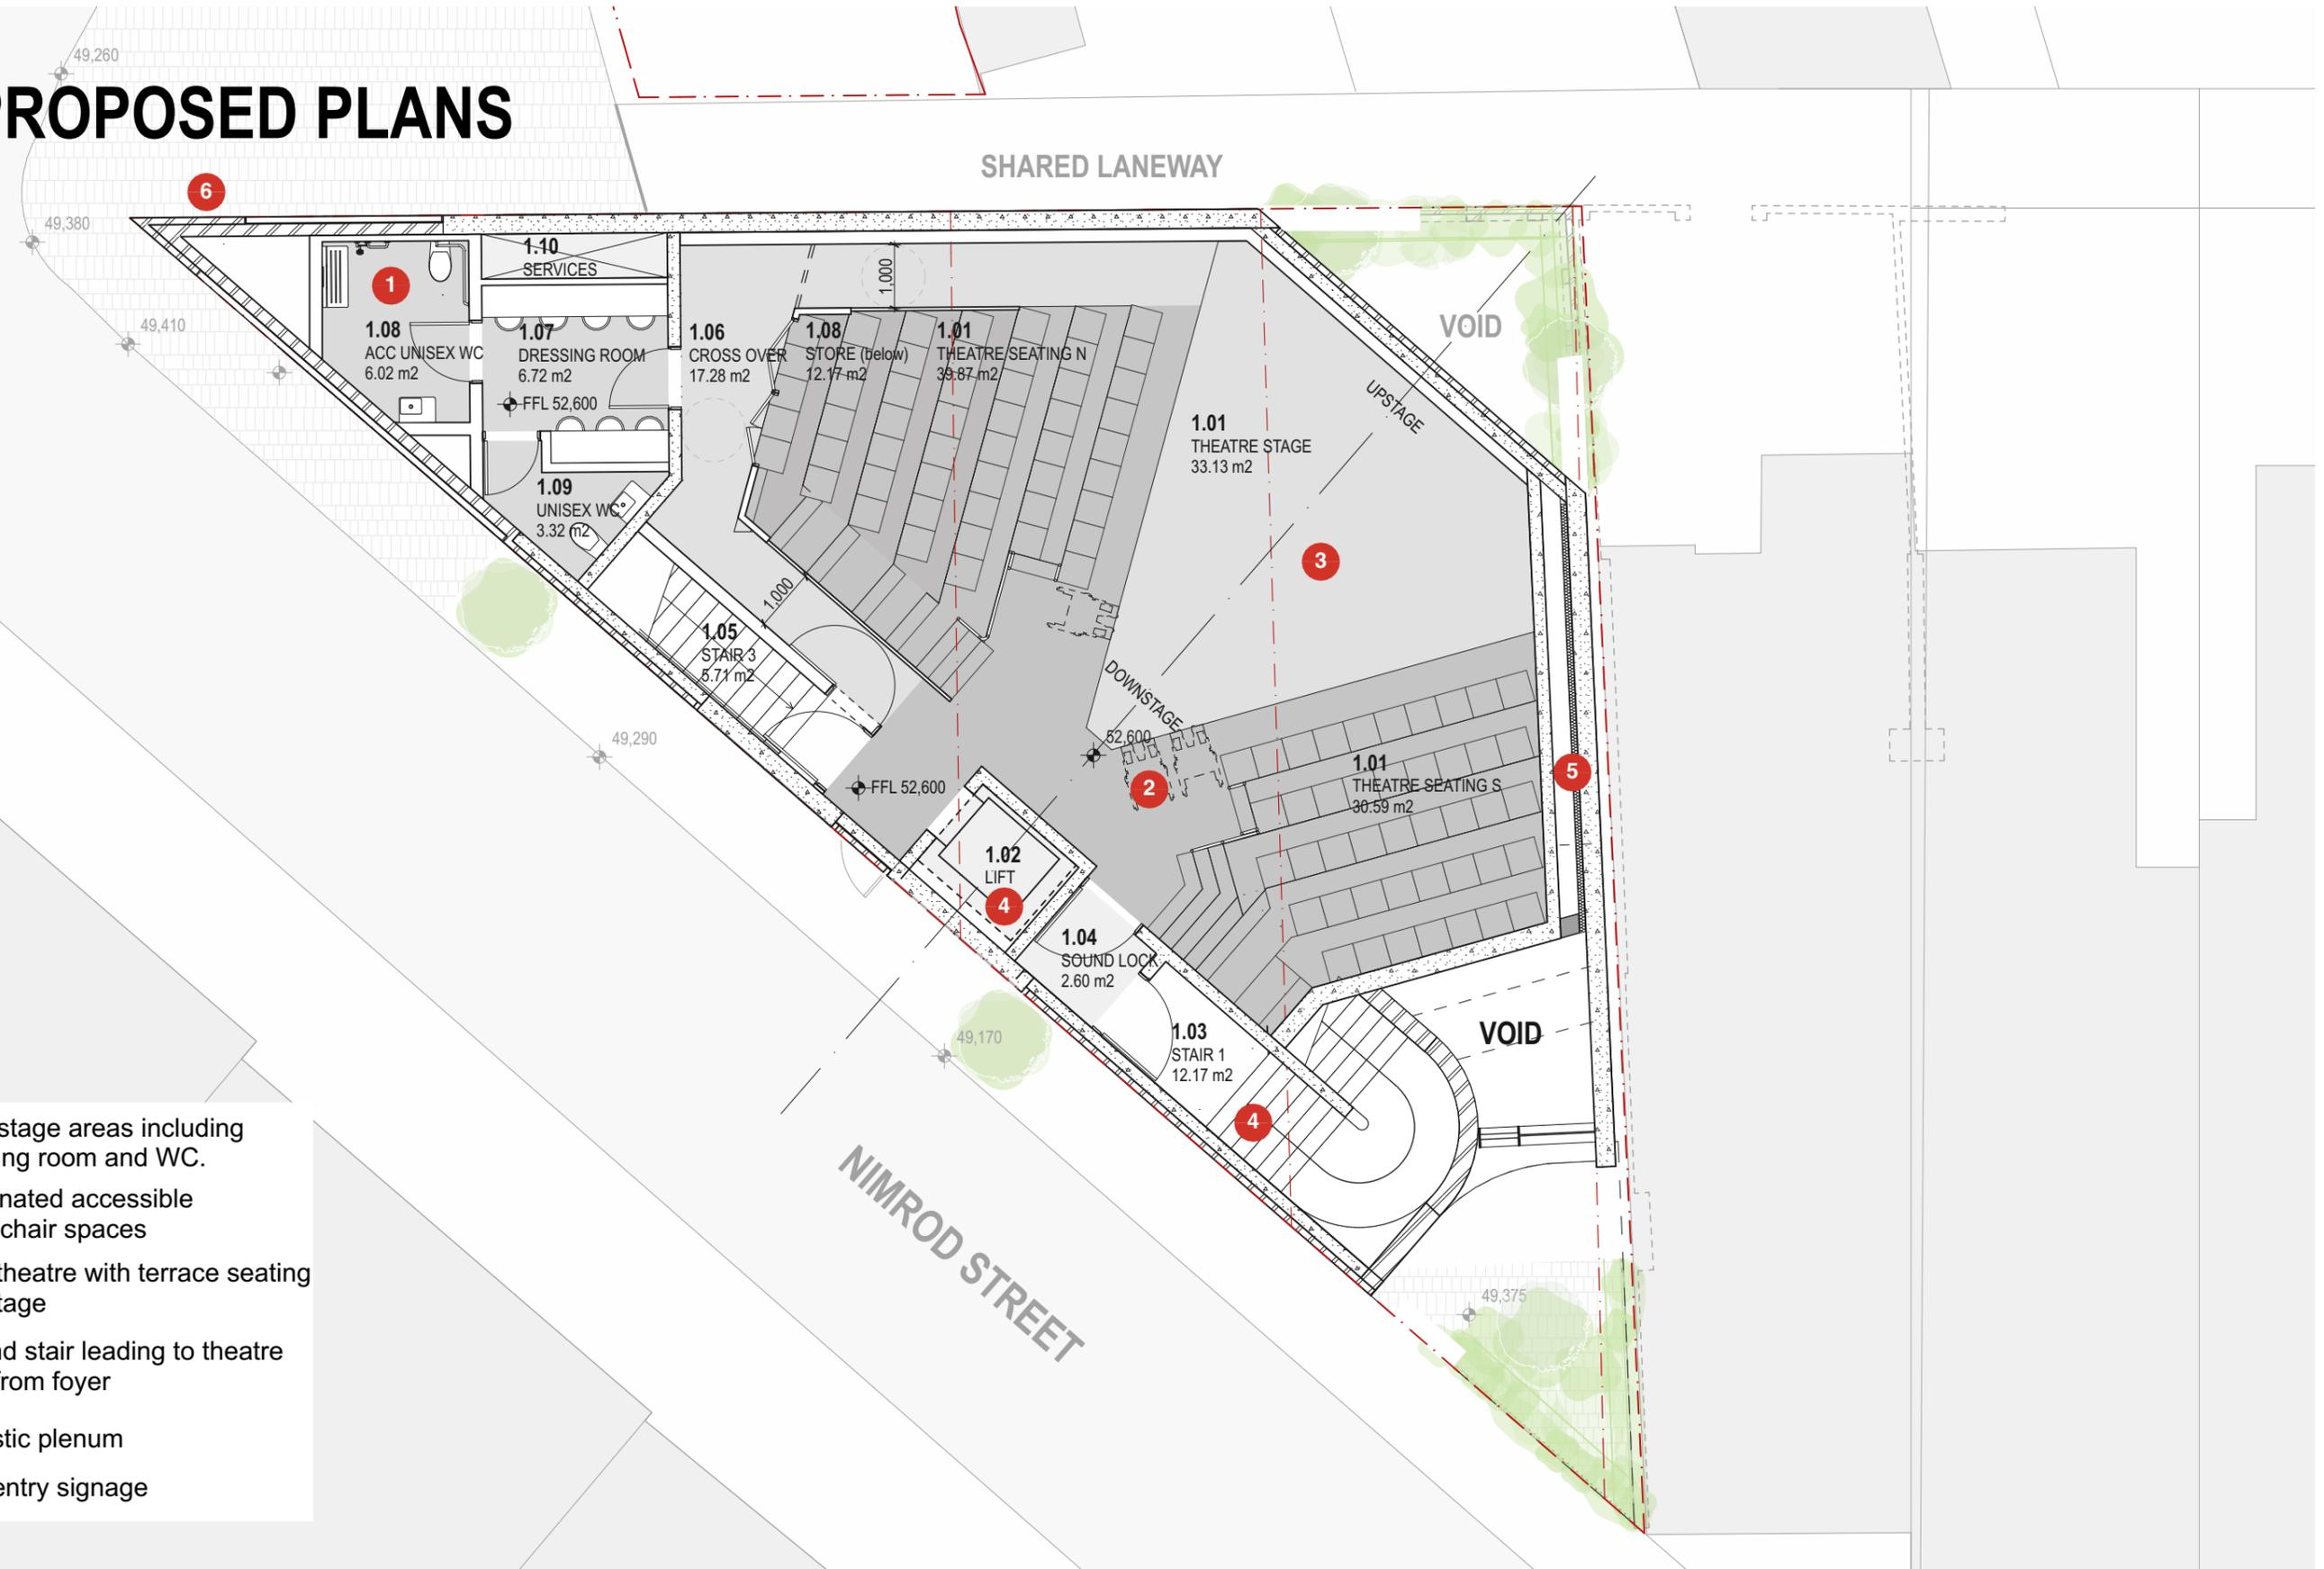 49,260
ROPOSED PLANS
SHARED LANEWAY
6
49,380
1.10
SERVICES
1
1,000
49,410
1.08
ACC UNISEX WC
6.02 m2
1.07
DRESSING ROOM
6.72 m2
FFL 52,600
1.06
CROSS OVER
17.28 m2
1.08
STORE (below)
12.17 m2
1.01
THEATRE SEATING N
39.87 m2
VOID
UPSTAGE
1.01
THEATRE STAGE
33.13 m2
1.09
UNISEX WC
3.32 m2
3
1,000
1.05
STAIR 3
5.71 m2
DOWNSTAGE
52,600
49,290
FFL 52,600
2
1.01
THEATRE SEATING S
30.59 m2
5
1.02
LIFT
4
1.04
SOUND LOCK
2.60 m2
1.03
STAIR 1
12.17 m2
VOID
49,170
4
NIMROD STREET
49,375
stage areas including
ng room and WC.
nated accessible
chair spaces
theatre with terrace seating
tage
d stair leading to theatre
from foyer
stic plenum
entry signage